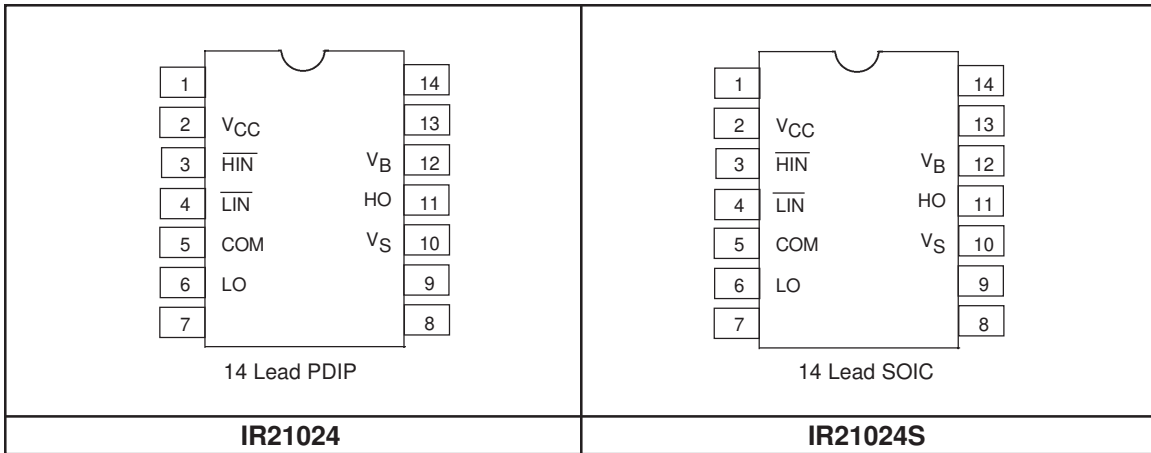 1 14
2 VCC 13
3 HIN VB 12
4 LIN HO 11
5 COM VS 10
6 LO 9
7 8
14 Lead PDIP
IR21024
1 14
2 VCC 13
3 HIN VB 12
4 LIN HO 11
5 COM VS 10
6 LO 9
7 8
14 Lead SOIC
IR21024S